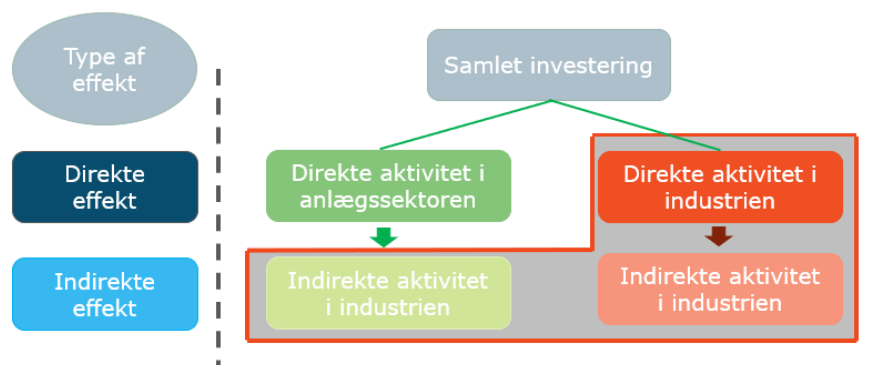 Type af
effekt
Samlet investering
Direkte
effekt
Direkte aktivitet i
anlægssektoren
Direkte aktivitet i
industrien
Indirekte
effekt
Indirekte aktivitet
i industrien
Indirekte aktivitet
i industrien